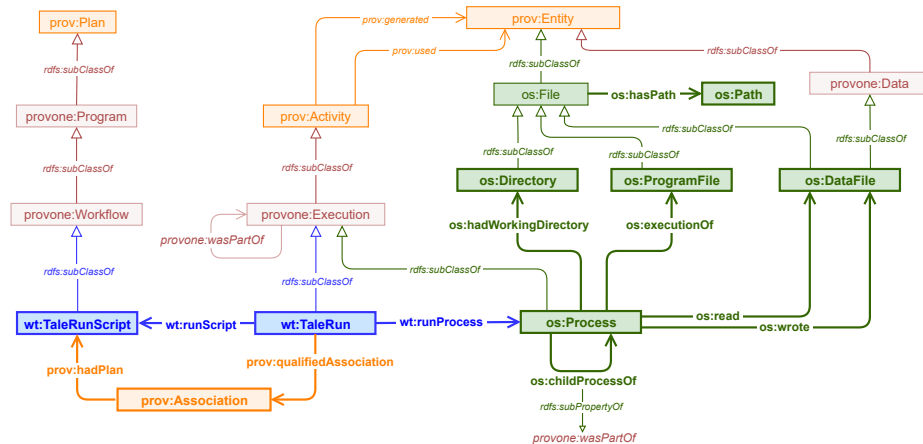 prov:Plan
prov:generated
prov:Entity
prov:used
rdfs:subClassOf
rdfs:subClassOf
rdfs:subClassOf
provone:Data
os:File
os:hasPath
os:Path
provone:Program
prov:Activity
rdfs:subClassOf
rdfs:subClassOf
rdfs:subClassOf
rdfs:subClassOf
rdfs:subClassOf
rdfs:subClassOf
rdfs:subClassOf
os:Directory
os:ProgramFile
os:DataFile
provone:Workflow
provone:Execution
os:hadWorkingDirectory
os:executionOf
provone:wasPartOf
rdfs:subClassOf
rdfs:subClassOf
rdfs:subClassOf
wt:TaleRunScript
wt:runScript
wt:TaleRun
wt:runProcess
os:Process
os:read
os:wrote
prov:hadPlan
prov:qualifiedAssociation
os:childProcessOf
prov:Association
rdfs:subPropertyOf
provone:wasPartOf